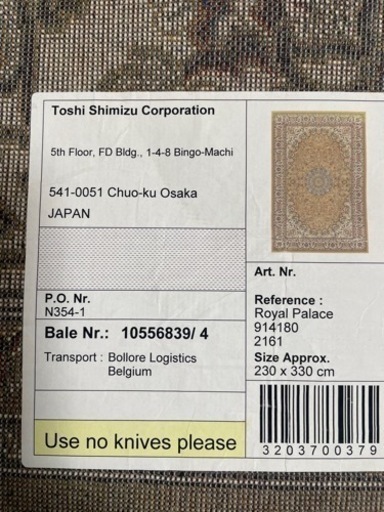 Toshi Shimizu Corporation
5th Floor, FD Bldg., 1-4-8 Bingo-Machi
541-0051 Chuo-ku Osaka
JAPAN
P.O. Nr.
N354-1
Bale Nr.: 10556839/ 4
Transport : Bollore Logistics
Belgium
Use no knives please
Art. Nr.
Reference :
Royal Palace
914180
2161
Size Approx.
230 x 330 cm
3203700379